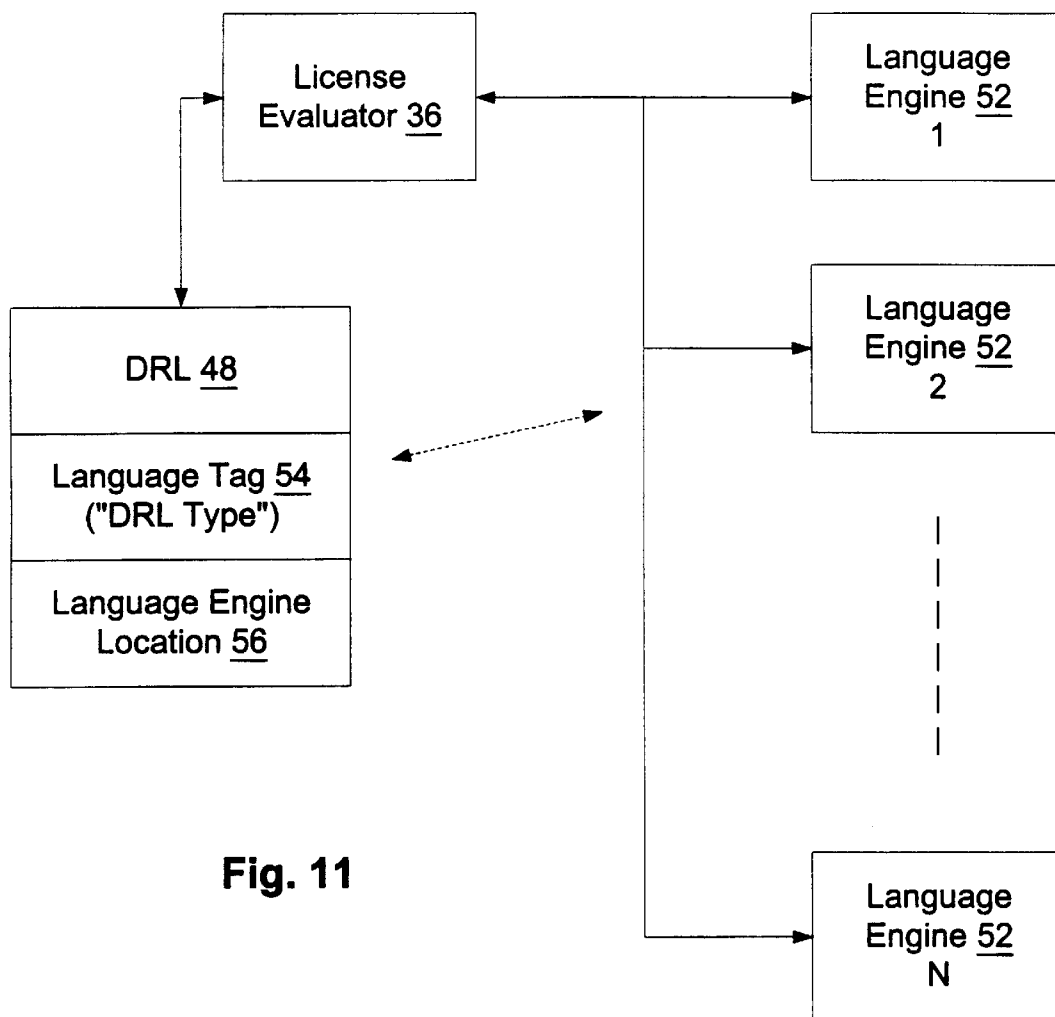 License
Evaluator 36
Language
Engine 52
1
Language
Engine 52
2
DRL 48
Language Tag 54
("DRL Type")
Language Engine
Location 56
Language
Engine 52
N
Fig. 11